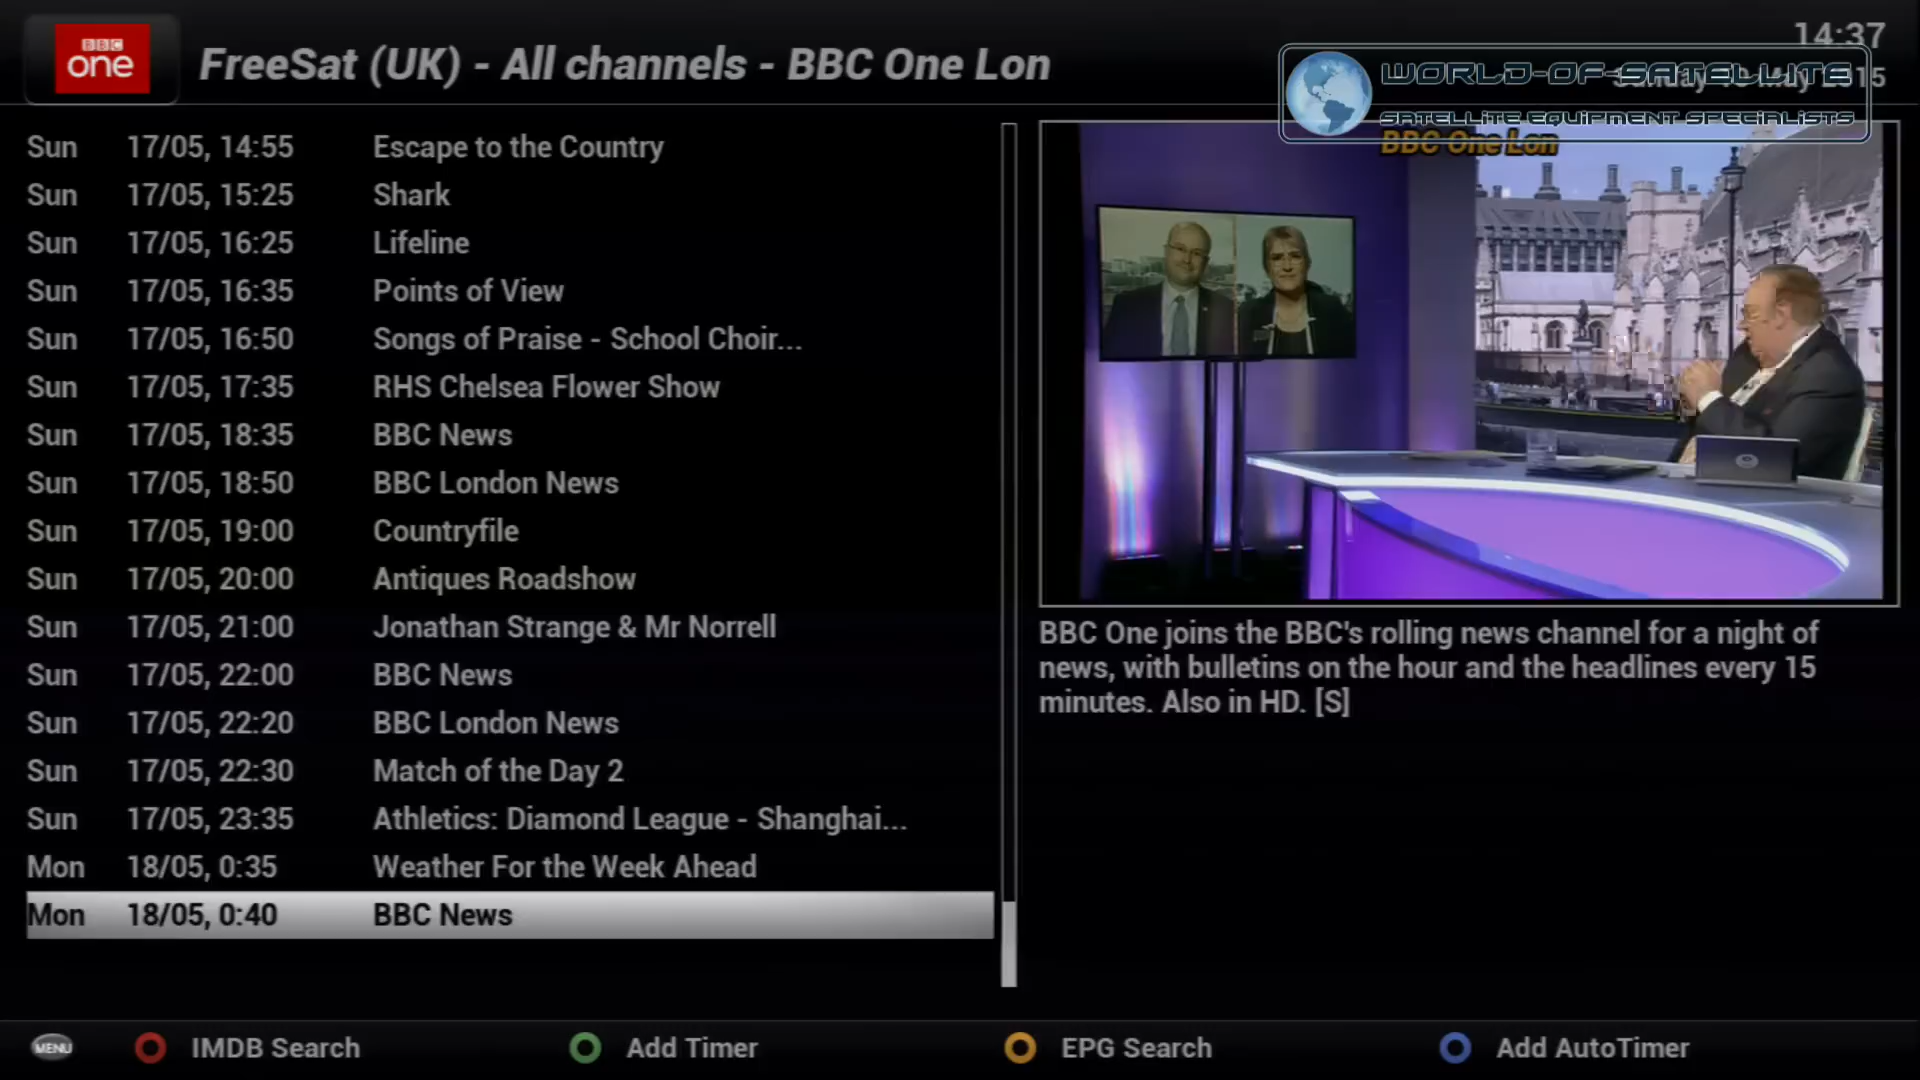 BBC
one
FreeSat (UK) - All channels - BBC One Lon
14:37
WORLD-OF-SATELLITE
SATELLITE EQUIPMENT SPECIALISTS
BBC One Lon
Sun 17/05, 14:55 Escape to the Country
Sun 17/05, 15:25 Shark
Sun 17/05, 16:25 Lifeline
Sun 17/05, 16:35 Points of View
Sun 17/05, 16:50 Songs of Praise - School Choir...
Sun 17/05, 17:35 RHS Chelsea Flower Show
Sun 17/05, 18:35 BBC News
Sun 17/05, 18:50 BBC London News
Sun 17/05, 19:00 Countryfile
Sun 17/05, 20:00 Antiques Roadshow
Sun 17/05, 21:00 Jonathan Strange & Mr Norrell
Sun 17/05, 22:00 BBC News
Sun 17/05, 22:20 BBC London News
Sun 17/05, 22:30 Match of the Day 2
Sun 17/05, 23:35 Athletics: Diamond League - Shanghai...
Mon 18/05, 0:35 Weather For the Week Ahead
Mon 18/05, 0:40 BBC News
BBC One joins the BBC's rolling news channel for a night of
news, with bulletins on the hour and the headlines every 15
minutes. Also in HD. [S]
MENU
IMDB Search
Add Timer
EPG Search
Add AutoTimer